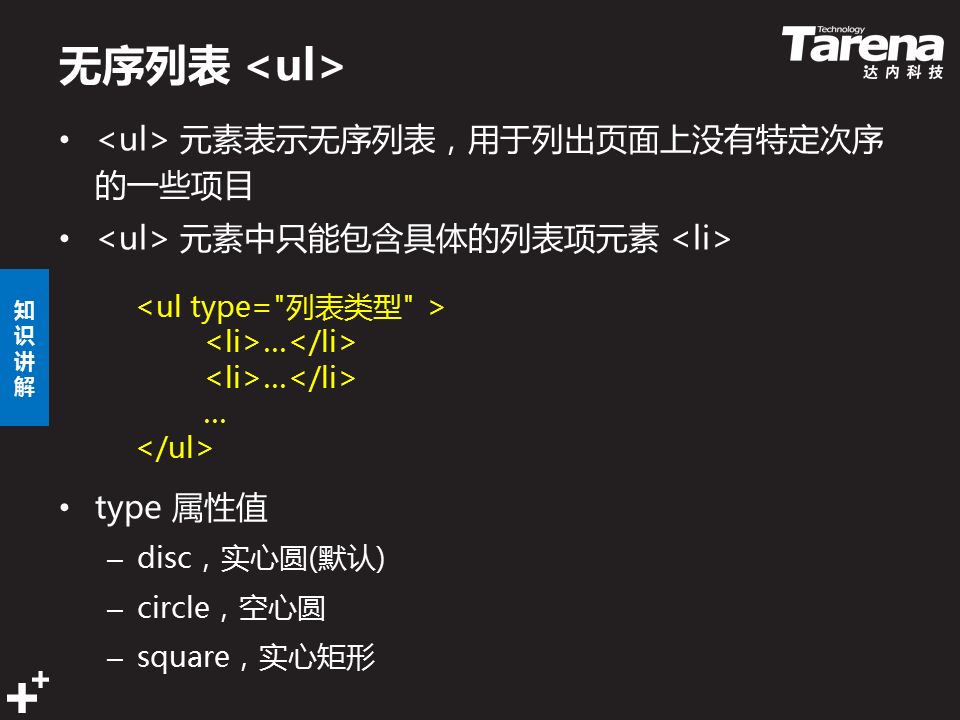 无序列表 <ul>
Technology
Tarena
达内科技
• <ul> 元素表示无序列表，用于列出页面上没有特定次序
的一些项目
• <ul> 元素中只能包含具体的列表项元素 <li>
知识讲解
<ul type="列表类型" >
<li>…</li>
<li>…</li>
…
</ul>
• type 属性值
– disc，实心圆(默认)
– circle，空心圆
– square，实心矩形